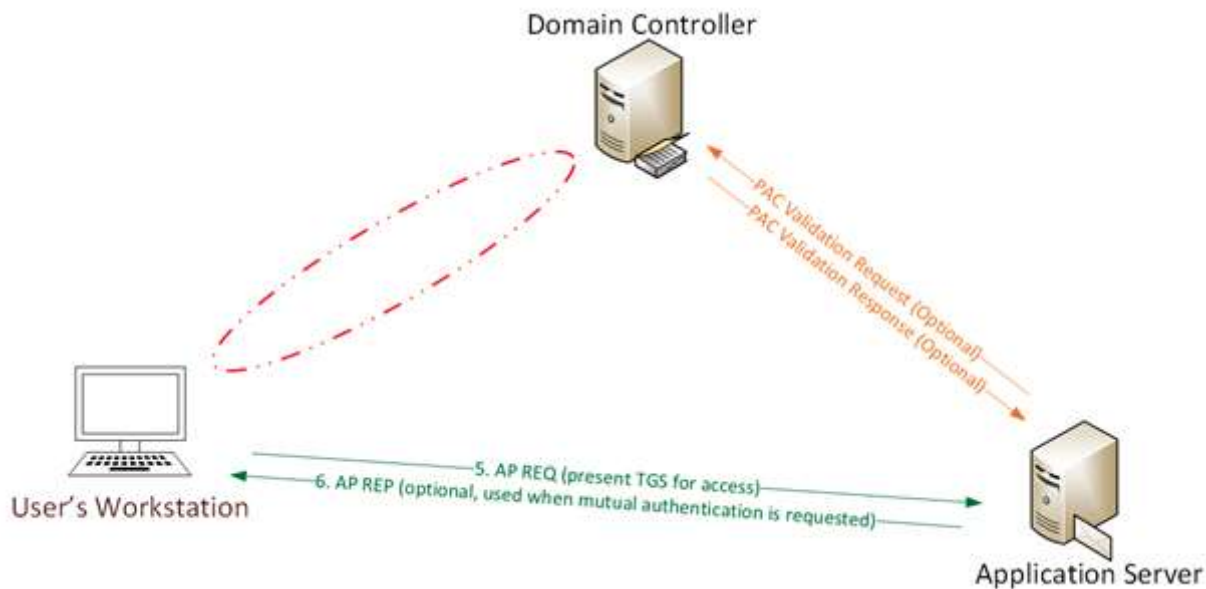 Domain Controller
PAC Validation Request (Optional)
PAC Validation Response (Optional)
5. AP REQ (present TGS for access)
6. AP REP (optional, used when mutual authentication is requested)
User's Workstation
Application Server